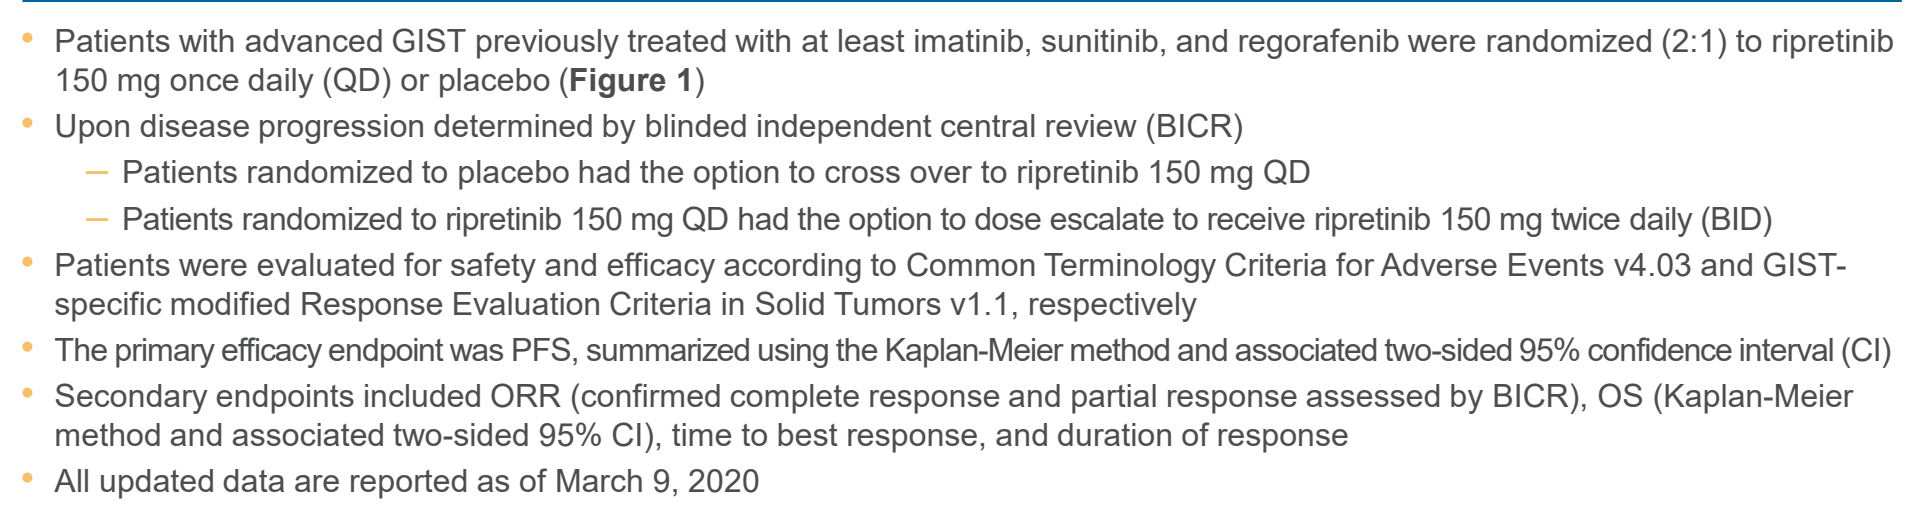 • Patients with advanced GIST previously treated with at least imatinib, sunitinib, and regorafenib were randomized (2:1) to ripretinib
150 mg once daily (QD) or placebo (Figure 1)
• Upon disease progression determined by blinded independent central review (BICR)
– Patients randomized to placebo had the option to cross over to ripretinib 150 mg QD
– Patients randomized to ripretinib 150 mg QD had the option to dose escalate to receive ripretinib 150 mg twice daily (BID)
• Patients were evaluated for safety and efficacy according to Common Terminology Criteria for Adverse Events v4.03 and GIST-
specific modified Response Evaluation Criteria in Solid Tumors v1.1, respectively
• The primary efficacy endpoint was PFS, summarized using the Kaplan-Meier method and associated two-sided 95% confidence interval (CI)
• Secondary endpoints included ORR (confirmed complete response and partial response assessed by BICR), OS (Kaplan-Meier
method and associated two-sided 95% CI), time to best response, and duration of response
• All updated data are reported as of March 9, 2020